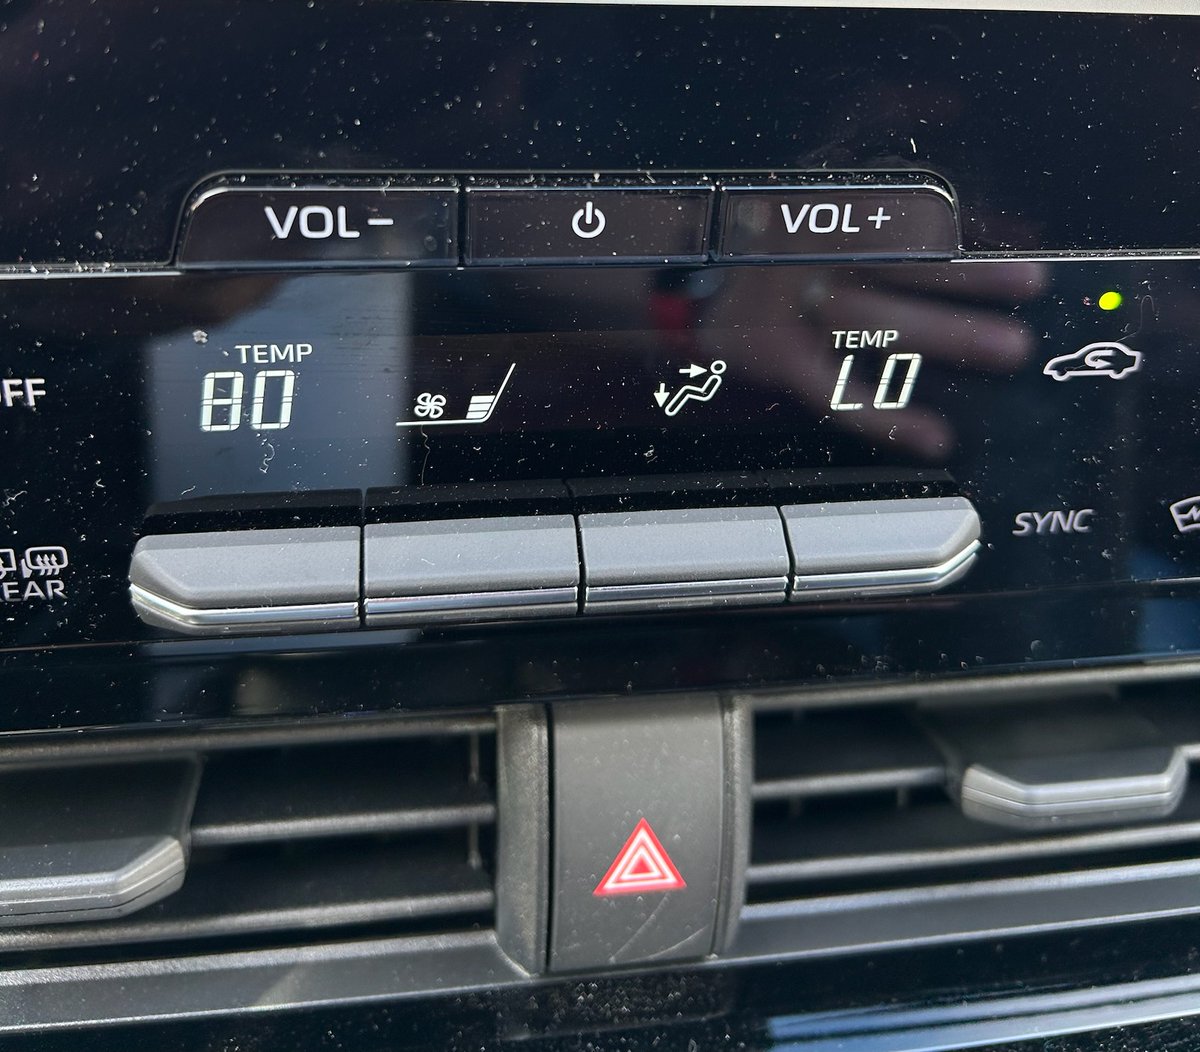 VOL− VOL+
TEMP TEMP
80 LO
OFF
SYNC
REAR